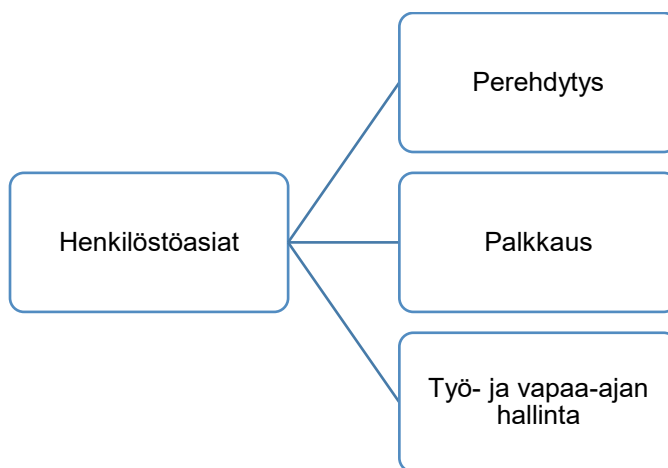 Perehdytys
Henkilöstöasiat
Palkkaus
Työ- ja vapaa-ajan
hallinta